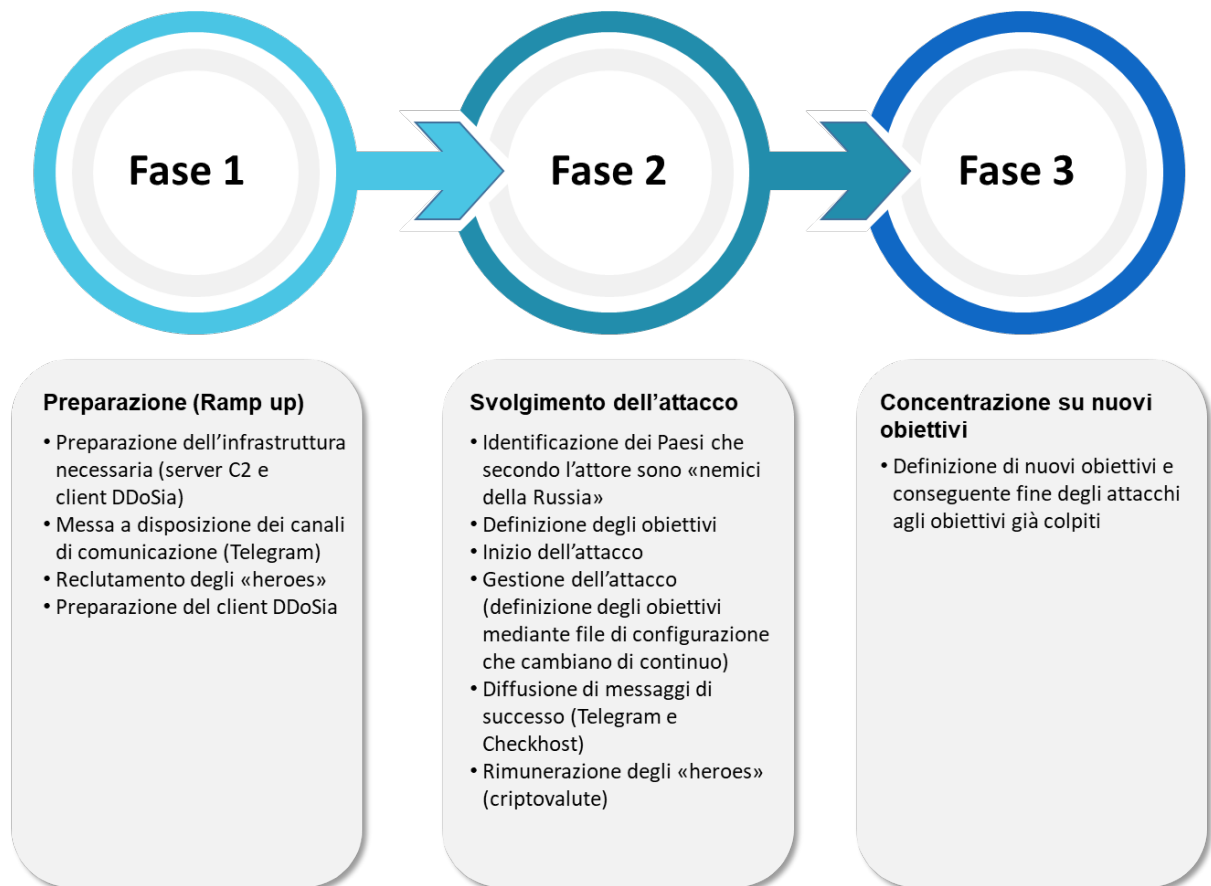 Fase 1
Fase 2
Fase 3
Preparazione (Ramp up)
• Preparazione dell'infrastruttura
necessaria (server C2 e
client DDoSia)
• Messa a disposizione dei canali
di comunicazione (Telegram)
• Reclutamento degli «heroes»
• Preparazione del client DDoSia
Svolgimento dell'attacco
• Identificazione dei Paesi che
secondo l'attore sono «nemici
della Russia»
• Definizione degli obiettivi
• Inizio dell'attacco
• Gestione dell'attacco
(definizione degli obiettivi
mediante file di configurazione
che cambiano di continuo)
• Diffusione di messaggi di
successo (Telegram e
Checkhost)
• Rimunerazione degli «heroes»
(criptovalute)
Concentrazione su nuovi
obiettivi
• Definizione di nuovi obiettivi e
conseguente fine degli attacchi
agli obiettivi già colpiti